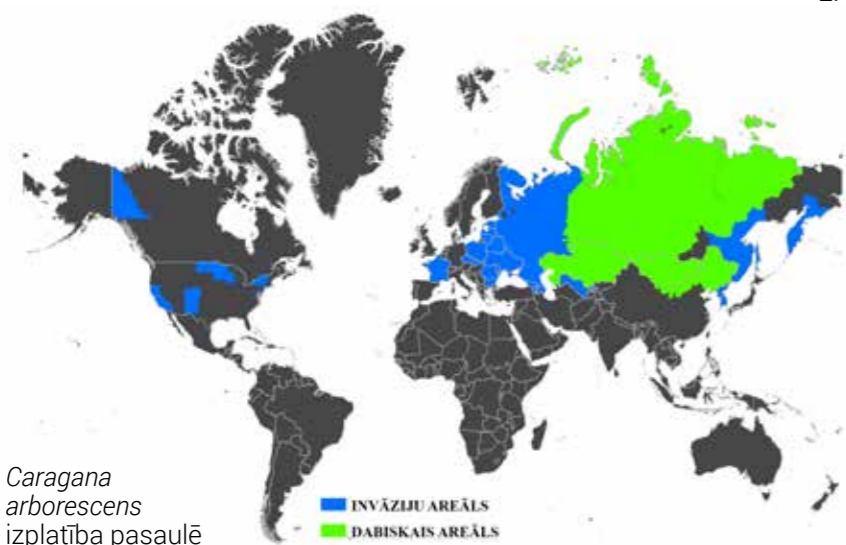 Caragana
arborescens
izplatība pasaulē
INVĀZIJU AREĀLS
DABISKAIS AREĀLS